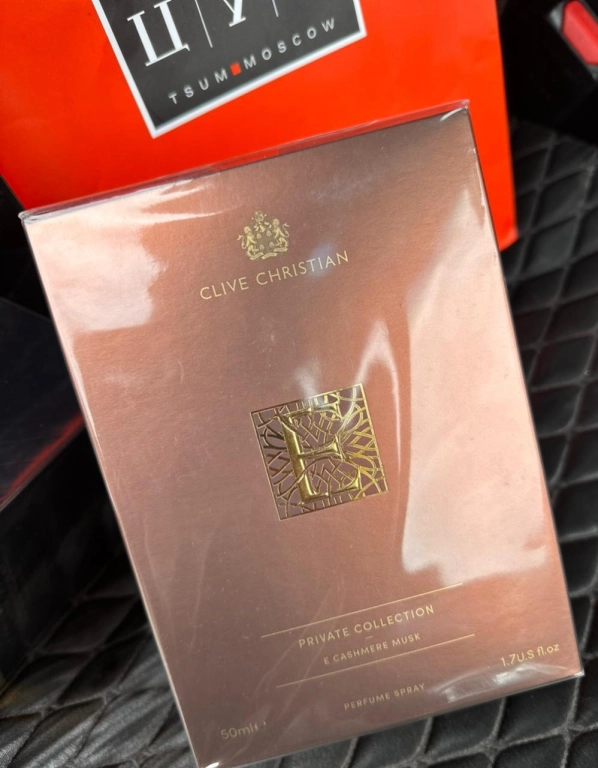 ЦУ
TSUM MOSCOW
CLIVE CHRISTIAN
E
PRIVATE COLLECTION
E CASHMERE MUSK
1.7U.S fl.oz
PERFUME SPRAY
50ml℮